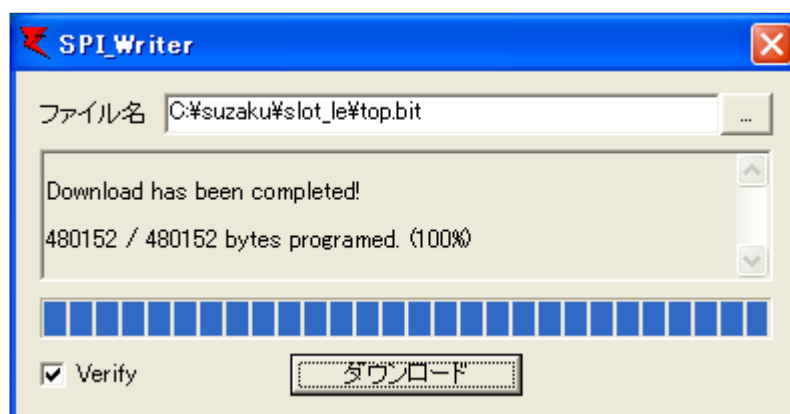 SPI_Writer
ファイル名 C:¥suzaku¥slot_le¥top.bit ...
Download has been completed!
480152 / 480152 bytes programed. (100%)
Verify ダウンロード